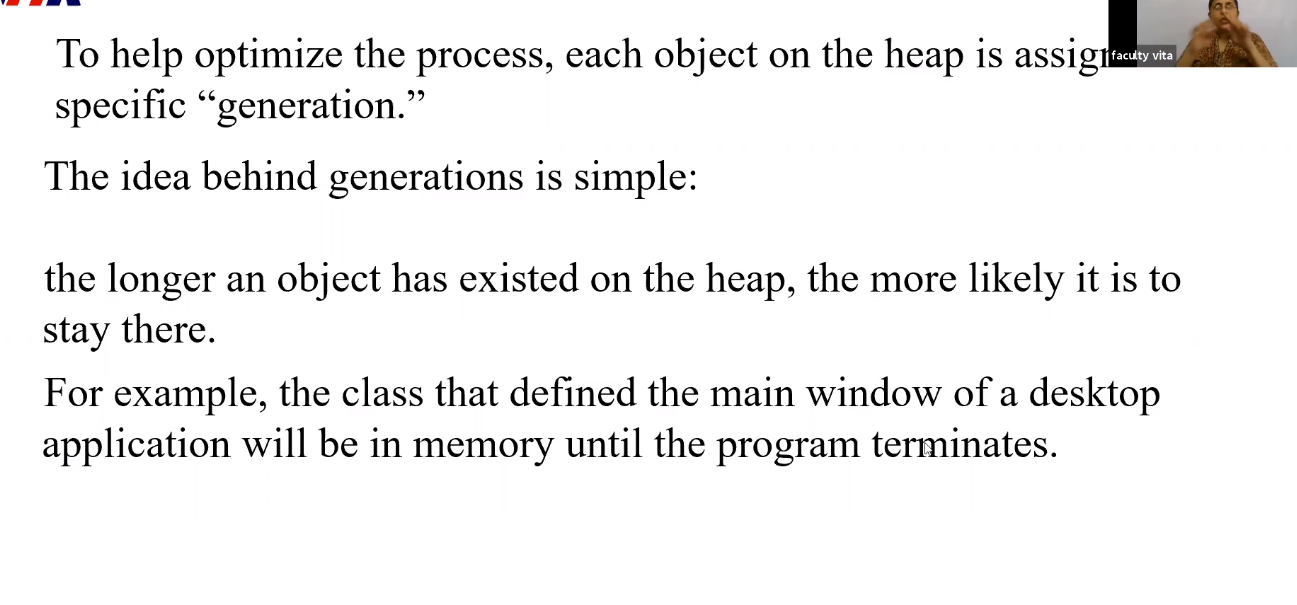 To help optimize the process, each object on the heap is
specific “generation.”
The idea behind generations is simple:
the longer an object has existed on the heap, the more likely it is to
stay there.
For example, the class that defined the main window of a desktop
application will be in memory until the program terminates.
faculty vita